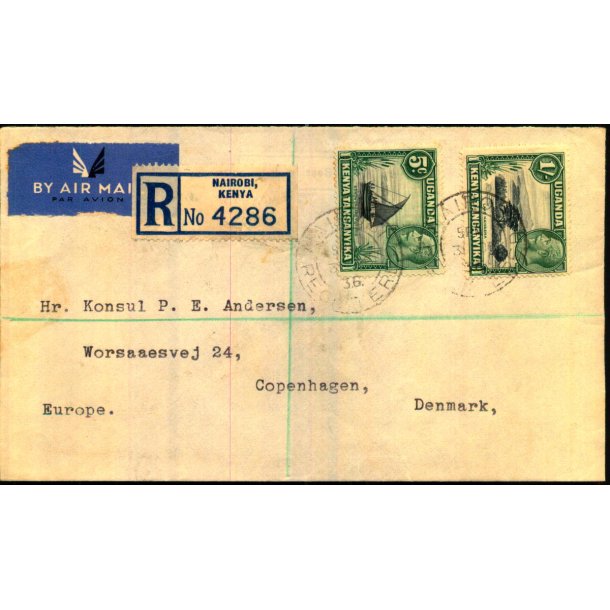 BY AIR MAI
PAR AVION
R
NAIROBI,
KENYA
No 4286
5c
UGANDA
KENYA TANGANYIKA
1/-
UGANDA
KENYA TANGANYIKA
36
Hr. Konsul P. E. Andersen,
Worsaaesvej 24,
Copenhagen,
Denmark,
Europe.